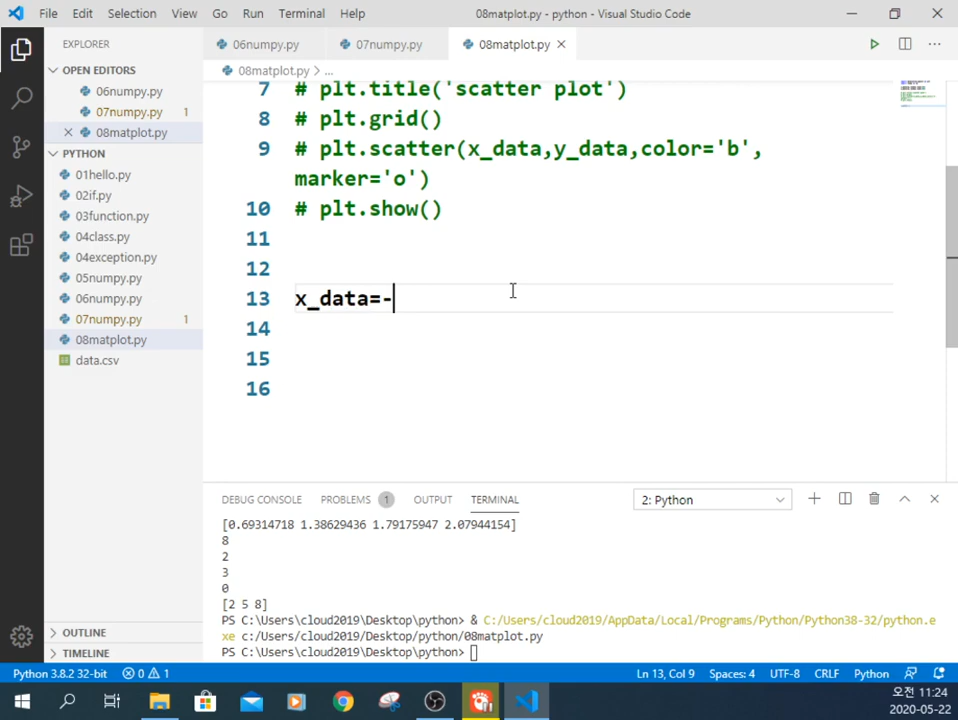 File Edit Selection View Go Run Terminal Help 08matplot.py - python - Visual Studio Code
EXPLORER
06numpy.py 07numpy.py 08matplot.py
OPEN EDITORS
06numpy.py
07numpy.py 1
08matplot.py
PYTHON
01hello.py
02if.py
03function.py
04class.py
04exception.py
05numpy.py
06numpy.py
07numpy.py 1
08matplot.py
data.csv
OUTLINE
TIMELINE
08matplot.py > ...
7 # plt.title('scatter plot')
8 # plt.grid()
9 # plt.scatter(x_data,y_data,color='b',
marker='o')
10 # plt.show()
11
12
13 x_data=-
14
15
16
DEBUG CONSOLE PROBLEMS 1 OUTPUT TERMINAL 2: Python
[0.69314718 1.38629436 1.79175947 2.07944154]
8
2
3
0
[2 5 8]
PS C:\Users\cloud2019\Desktop\python> & C:/Users/cloud2019/AppData/Local/Programs/Python/Python38-32/python.e
xe c:/Users/cloud2019/Desktop/python/08matplot.py
PS C:\Users\cloud2019\Desktop\python>
Python 3.8.2 32-bit 0 1 Ln 13, Col 9 Spaces: 4 UTF-8 CRLF Python
오전 11:24
2020-05-22